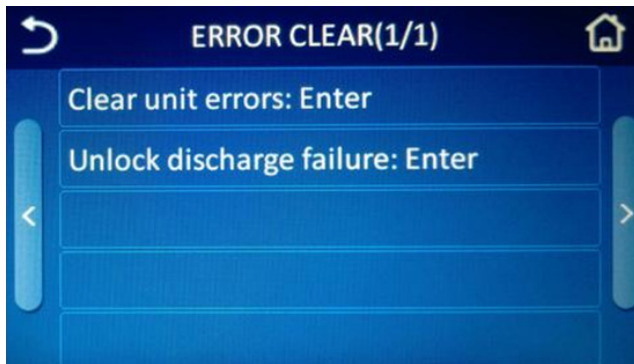 ERROR CLEAR(1/1)
Clear unit errors: Enter
Unlock discharge failure: Enter